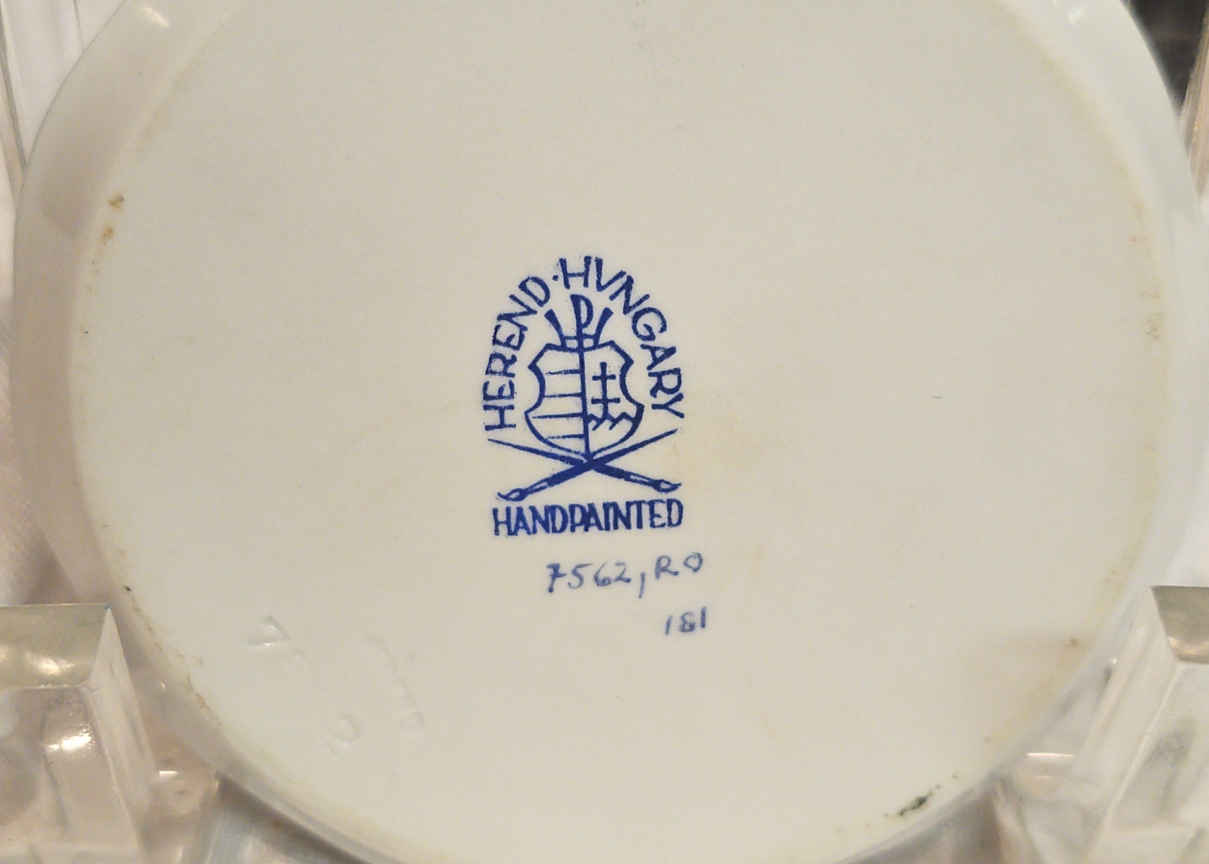 HEREND · HVNGARY
HANDPAINTED
7562, RO
181